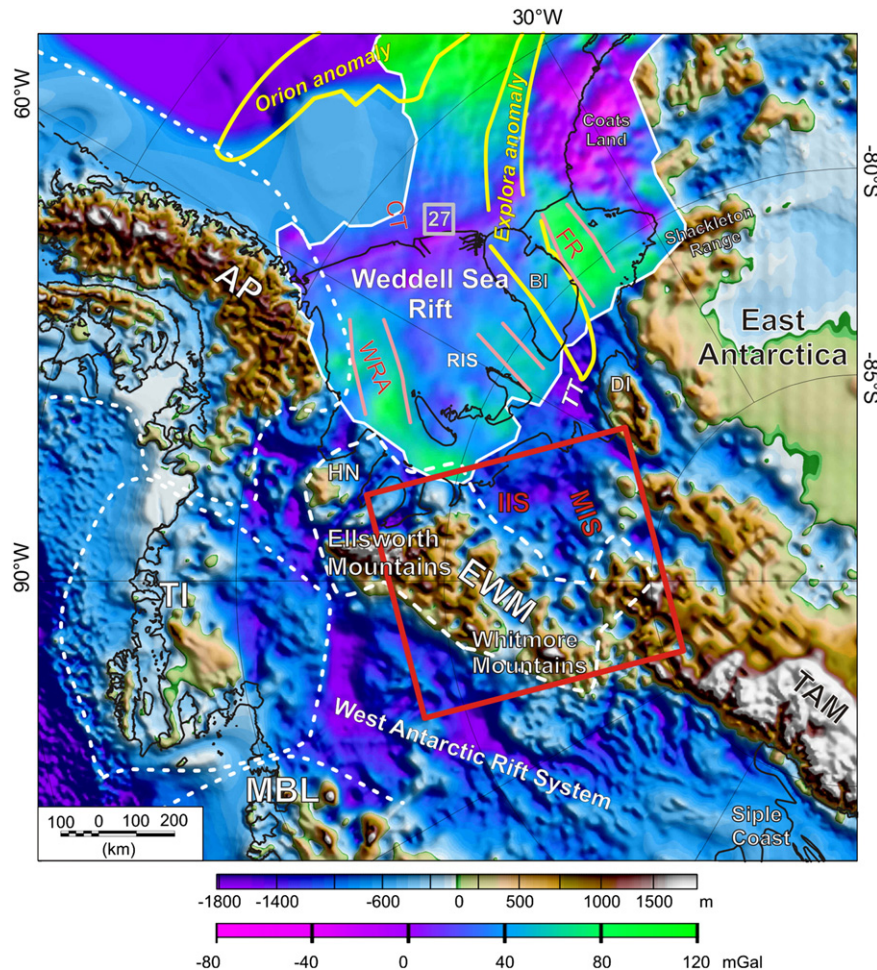 30°W
60°W
Orion anomaly
Explora anomaly
Coats
Land
80°S
CT
27
FR
Shackleton
Range
AP
Weddell Sea
Rift
BI
East
Antarctica
WRA
RIS
TT
DI
85°S
HN
IIS
MIS
Ellsworth
Mountains
EWM
90°W
TI
Whitmore
Mountains
TAM
West Antarctic Rift System
MBL
Siple
Coast
100 0 100 200
(km)
-1800 -1400 -600 0 500 1000 1500 m
-80 -40 0 40 80 120 mGal